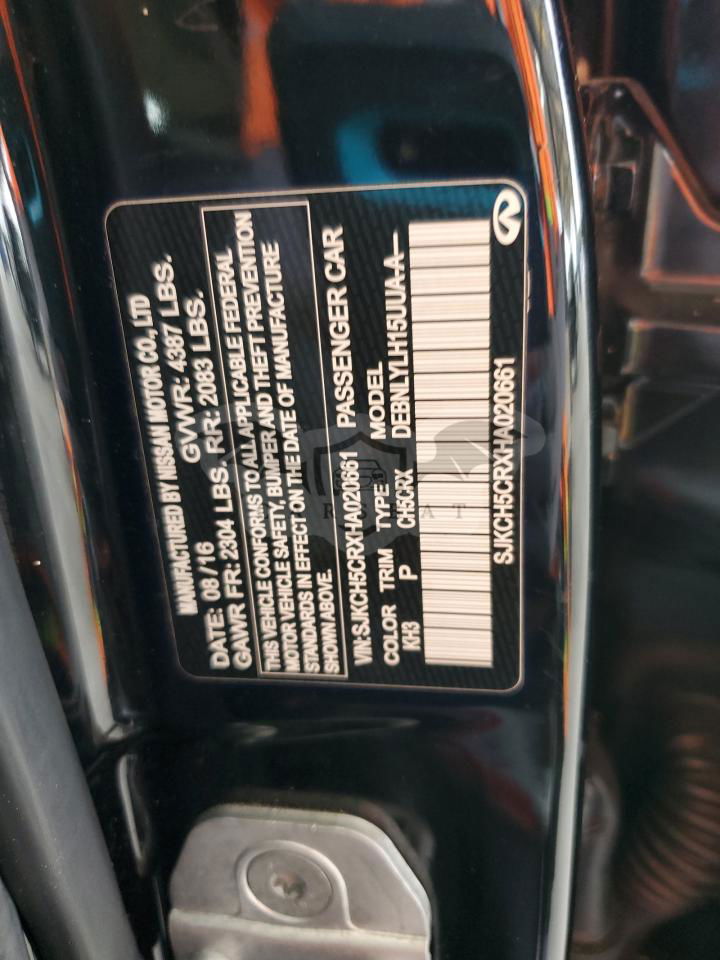 MANUFACTURED BY NISSAN MOTOR CO., LTD
DATE: 08/16 GVWR: 4387 LBS.
GAWR FR: 2304 LBS. RR: 2083 LBS.
THIS VEHICLE CONFORMS TO ALL APPLICABLE FEDERAL
MOTOR VEHICLE SAFETY, BUMPER AND THEFT PREVENTION
STANDARDS IN EFFECT ON THE DATE OF MANUFACTURE
SHOWN ABOVE.
VIN:SJKCH5CRXHA020661 PASSENGER CAR
COLOR TRIM TYPE: MODEL
KH3 P CH5CRX DEBNLYLH15UUA-A—
SJKCH5CRXHA020661